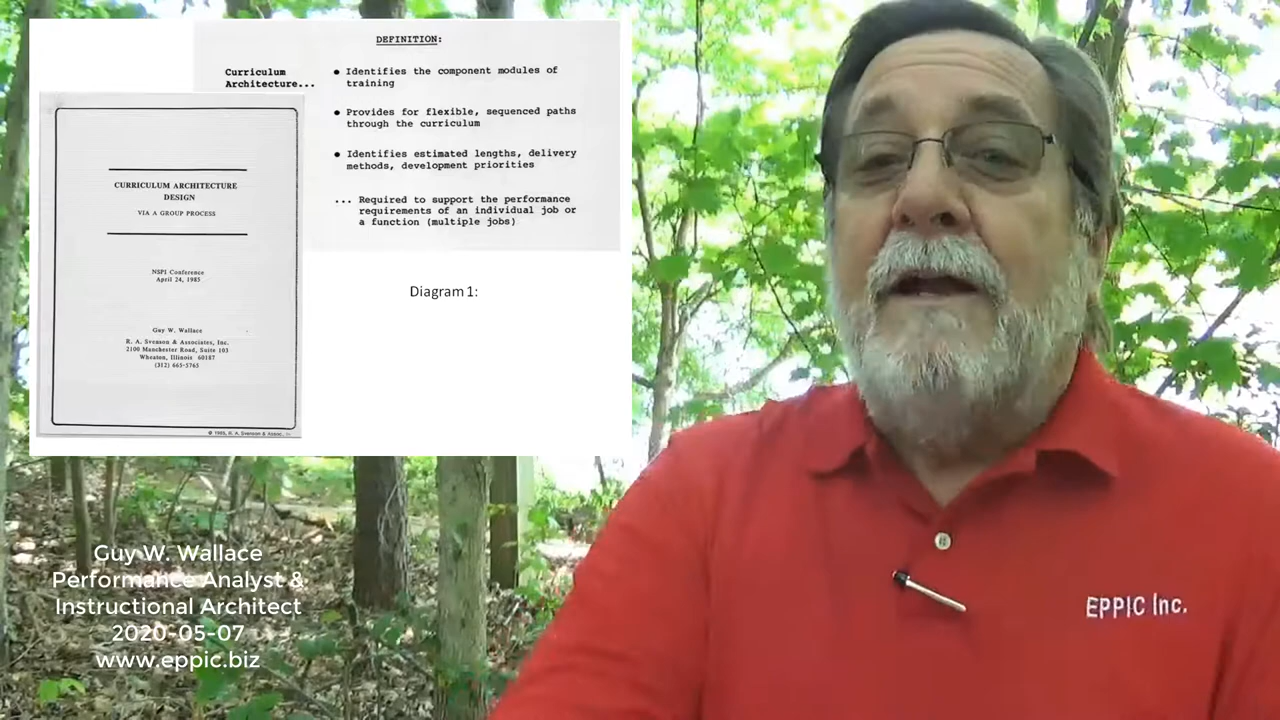 DEFINITION:
Curriculum
Architecture...
● Identifies the component modules of
training
● Provides for flexible, sequenced paths
through the curriculum
● Identifies estimated lengths, delivery
methods, development priorities
... Required to support the performance
requirements of an individual job or
a function (multiple jobs)
CURRICULUM ARCHITECTURE
DESIGN
VIA A GROUP PROCESS
NSPI Conference
April 24, 1985
Guy W. Wallace
R. A. Svenson & Associates, Inc.
2100 Manchester Road, Suite 103
Wheaton, Illinois 60187
(312) 665-5765
© 1985, R. A. Svenson & Assoc.,
Diagram 1:
Guy W. Wallace
Performance Analyst &
Instructional Architect
2020-05-07
www.eppic.biz
EPPIC Inc.